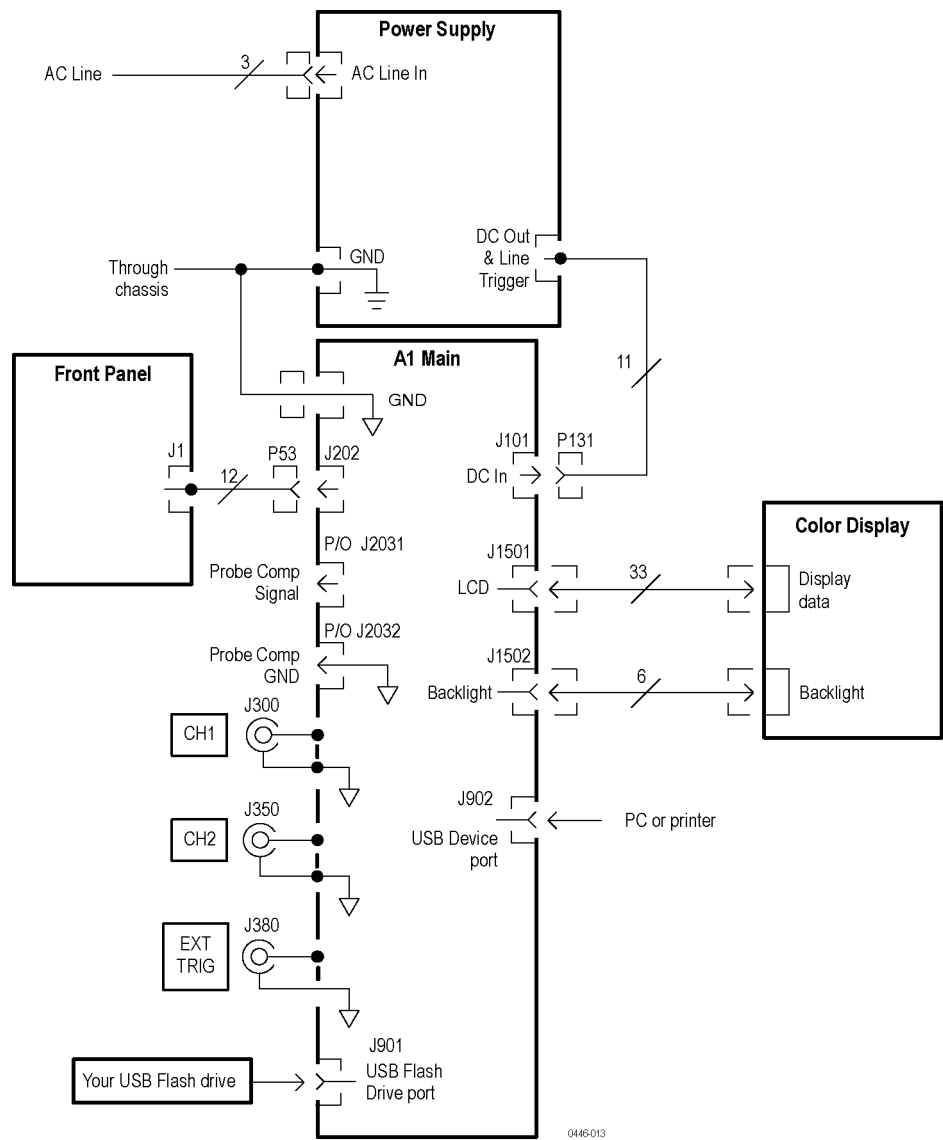 Power Supply
AC Line
3
AC Line In
DC Out
& Line
Trigger
GND
Through
chassis
A1 Main
11
Front Panel
GND
J1
P53
J202
J101
P131
12
DC In
Color Display
P/O J2031
J1501
Probe Comp
Signal
LCD
33
Display
data
P/O J2032
J1502
Probe Comp
GND
Backlight
6
Backlight
J300
CH1
J902
J350
CH2
USB Device
port
PC or printer
J380
EXT
TRIG
J901
Your USB Flash drive
USB Flash
Drive port
0446-013